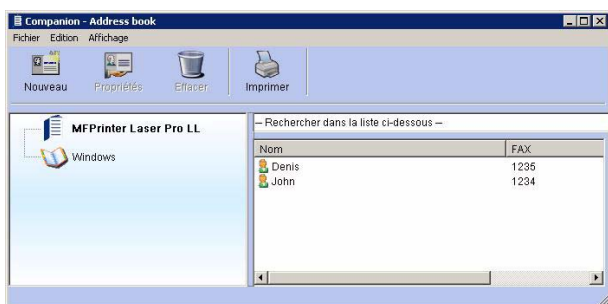 Companion - Address book
Fichier Edition Affichage
Nouveau Propriétés Effacer Imprimer
MFPrinter Laser Pro LL
Windows
-- Rechercher dans la liste ci-dessous --
Nom FAX
Denis 1235
John 1234